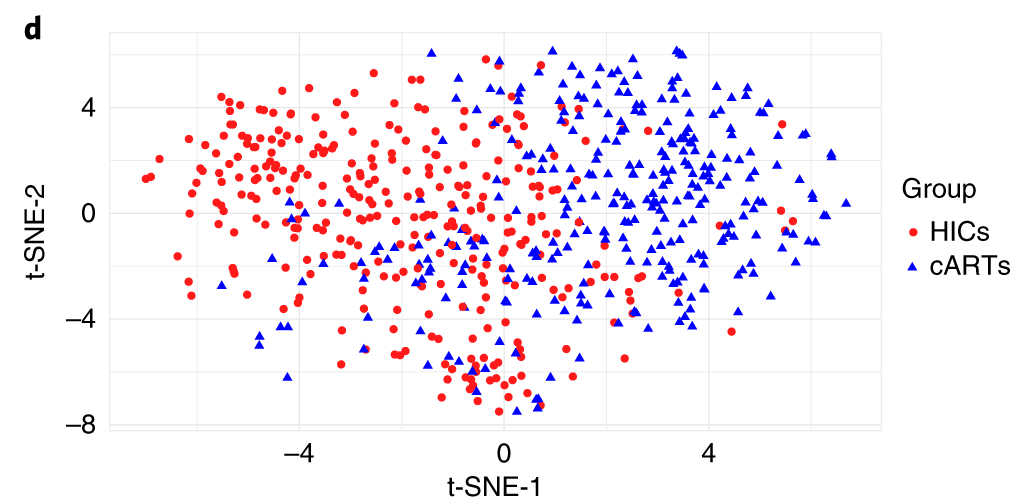 d
4
0
−4
−8
t-SNE-2
−4
0
4
t-SNE-1
Group
HICs
cARTs